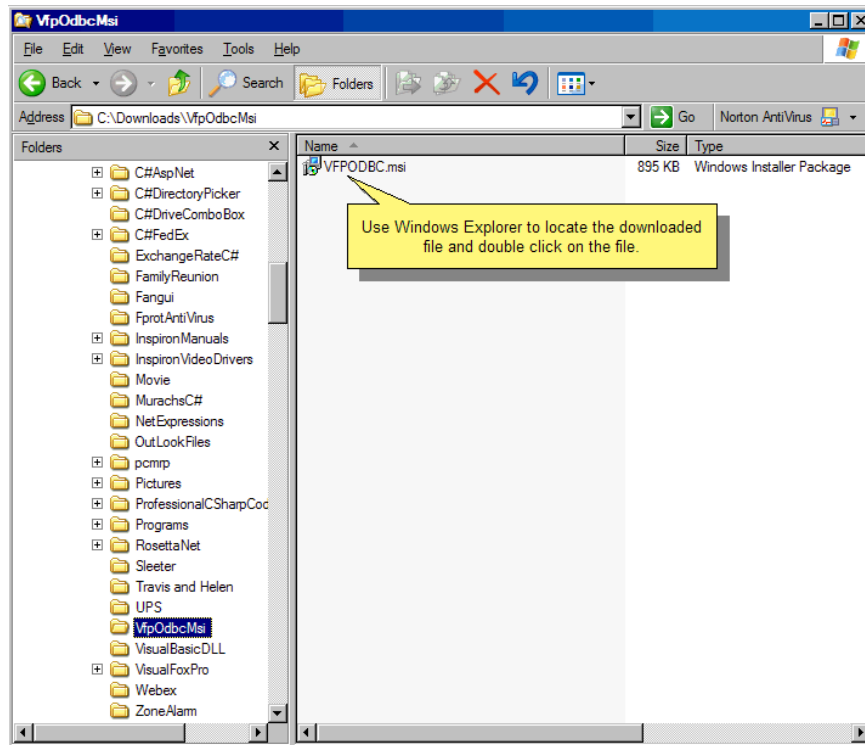 VfpOdbcMsi
File Edit View Favorites Tools Help
Back Search Folders
Address C:\Downloads\VfpOdbcMsi Go Norton AntiVirus
Folders
Name Size Type
VFPODBC.msi 895 KB Windows Installer Package
Use Windows Explorer to locate the downloaded
file and double click on the file.
C#AspNet
C#DirectoryPicker
C#DriveComboBox
C#FedEx
ExchangeRateC#
FamilyReunion
Fangui
FprotAntiVirus
InspironManuals
InspironVideoDrivers
Movie
MurachsC#
NetExpressions
OutLookFiles
pcmrp
Pictures
ProfessionalCSharpCod
Programs
RosettaNet
Sleeter
Travis and Helen
UPS
VfpOdbcMsi
VisualBasicDLL
VisualFoxPro
Webex
ZoneAlarm